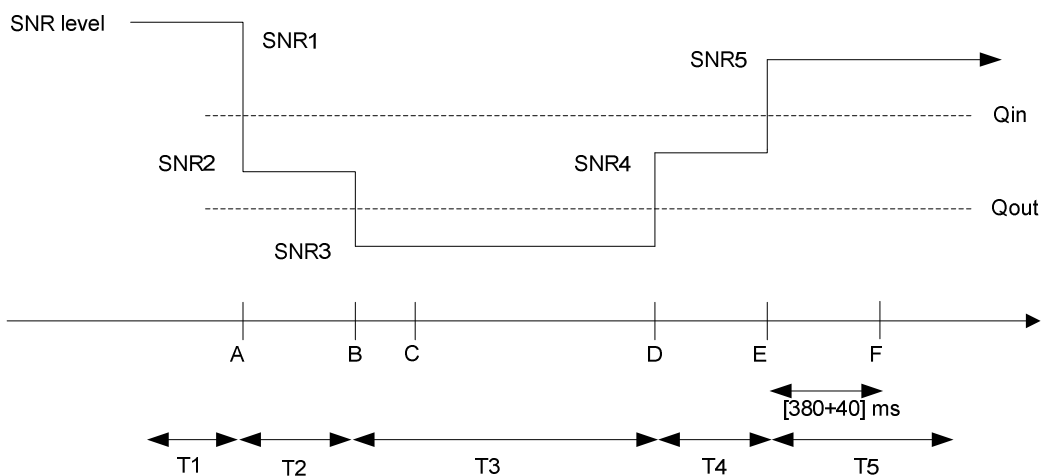 SNR level
SNR1
SNR5
Qin
SNR2
SNR4
Qout
SNR3
A
B
C
D
E
F
[380+40] ms
T1
T2
T3
T4
T5